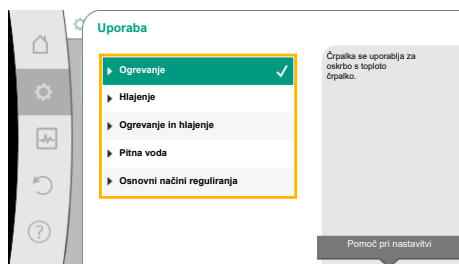 Uporaba
Ogrevanje
Hlajenje
Ogrevanje in hlajenje
Pitna voda
Osnovni načini reguliranja
Črpalka se uporablja za
oskrbo s toploto
črpalko.
Pomoč pri nastavitvi